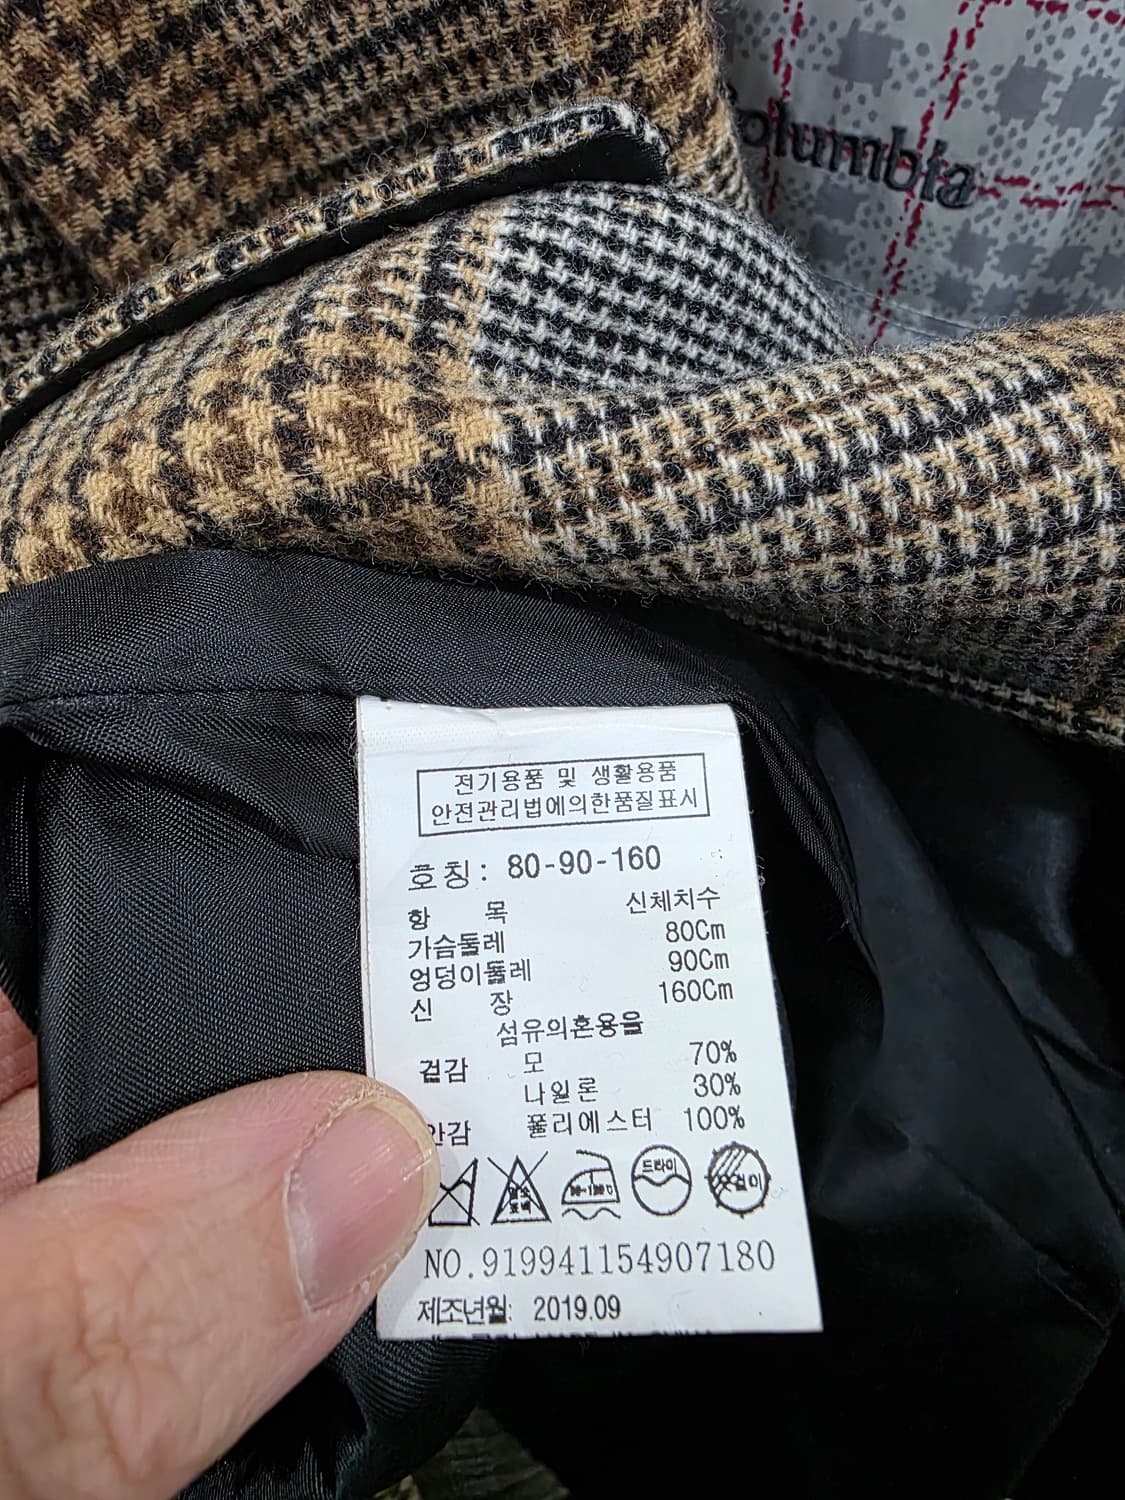 olumbia
전기용품 및 생활용품
안전관리법에의한품질표시
호칭: 80-90-160
항 목 신체치수
가슴둘레 80Cm
엉덩이둘레 90Cm
신 장 160Cm
섬유의혼용율
겉감 모 70%
나일론 30%
안감 폴리에스터 100%
드라이
NO.919941154907180
제조년월: 2019.09